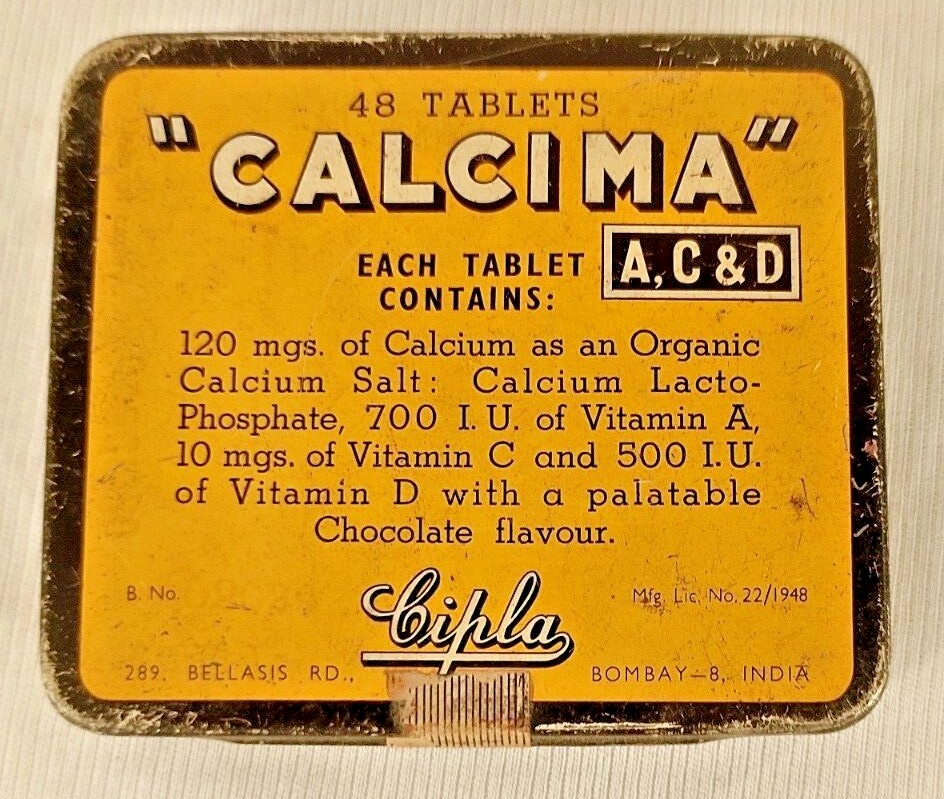 48 TABLETS
"CALCIMA"
A, C & D
EACH TABLET
CONTAINS:
120 mgs. of Calcium as an Organic
Calcium Salt: Calcium Lacto-
Phosphate, 700 I.U. of Vitamin A,
10 mgs. of Vitamin C and 500 I.U.
of Vitamin D with a palatable
Chocolate flavour.
B. No.
Mfg. Lic. No. 22/1948
Cipla
289, BELLASIS RD., BOMBAY—8, INDIA